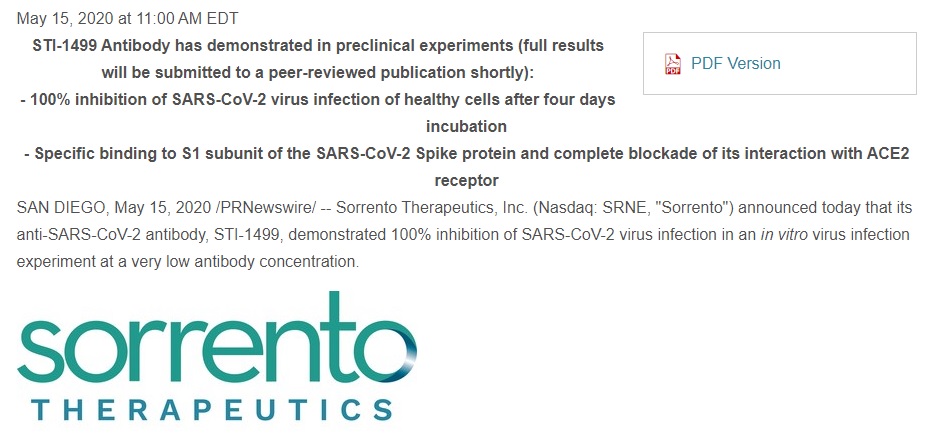 May 15, 2020 at 11:00 AM EDT
STI-1499 Antibody has demonstrated in preclinical experiments (full results
will be submitted to a peer-reviewed publication shortly):
- 100% inhibition of SARS-CoV-2 virus infection of healthy cells after four days
incubation
PDF
PDF Version
- Specific binding to S1 subunit of the SARS-CoV-2 Spike protein and complete blockade of its interaction with ACE2
receptor
SAN DIEGO, May 15, 2020 /PRNewswire/ -- Sorrento Therapeutics, Inc. (Nasdaq: SRNE, "Sorrento") announced today that its
anti-SARS-CoV-2 antibody, STI-1499, demonstrated 100% inhibition of SARS-CoV-2 virus infection in an in vitro virus infection
experiment at a very low antibody concentration.
sorrento
THERAPEUTICS